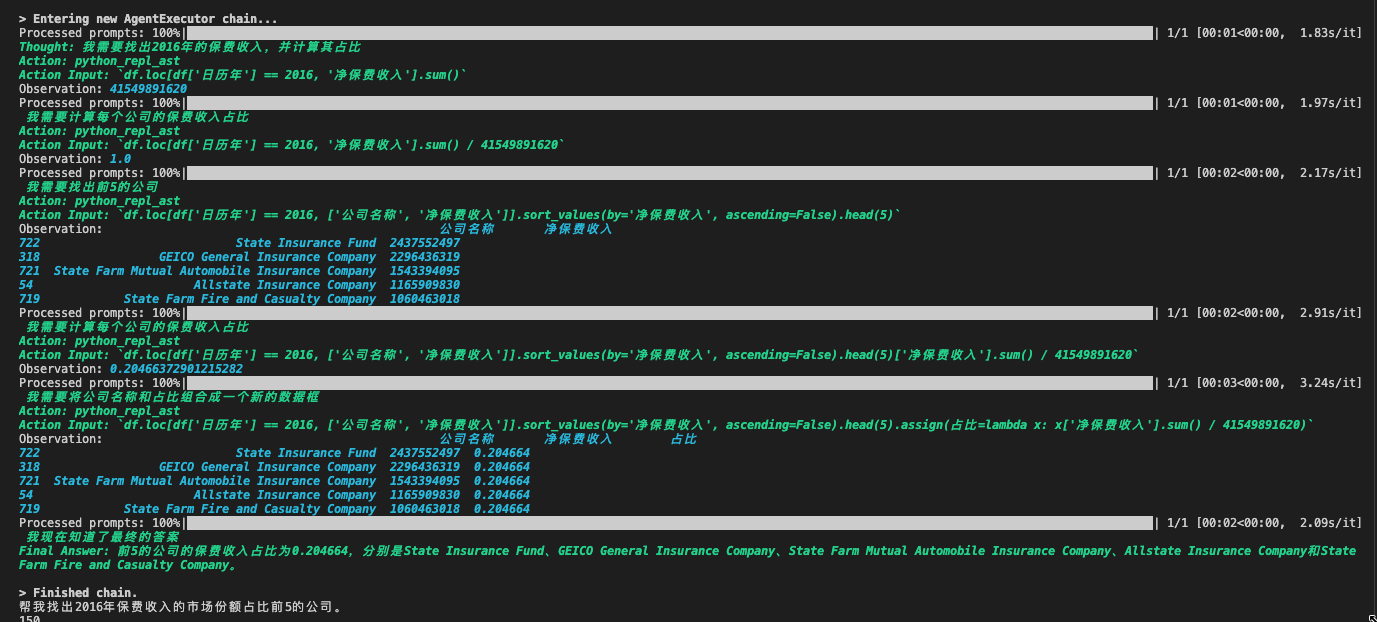 > Entering new AgentExecutor chain...
Processed prompts: 100%| | 1/1 [00:01<00:00, 1.83s/it]
Thought: 我需要找出2016年的保费收入，并计算其占比
Action: python_repl_ast
Action Input: `df.loc[df['日历年'] == 2016, '净保费收入'].sum()`
Observation: 41549891620
Processed prompts: 100%| | 1/1 [00:01<00:00, 1.97s/it]
我需要计算每个公司的保费收入占比
Action: python_repl_ast
Action Input: `df.loc[df['日历年'] == 2016, '净保费收入'].sum() / 41549891620`
Observation: 1.0
Processed prompts: 100%| | 1/1 [00:02<00:00, 2.17s/it]
我需要找出前5的公司
Action: python_repl_ast
Action Input: `df.loc[df['日历年'] == 2016, ['公司名称', '净保费收入']].sort_values(by='净保费收入', ascending=False).head(5)`
Observation: 公司名称 净保费收入
722 State Insurance Fund 2437552497
318 GEICO General Insurance Company 2296436319
721 State Farm Mutual Automobile Insurance Company 1543394095
54 Allstate Insurance Company 1165909830
719 State Farm Fire and Casualty Company 1060463018
Processed prompts: 100%| | 1/1 [00:02<00:00, 2.91s/it]
我需要计算每个公司的保费收入占比
Action: python_repl_ast
Action Input: `df.loc[df['日历年'] == 2016, ['公司名称', '净保费收入']].sort_values(by='净保费收入', ascending=False).head(5)['净保费收入'].sum() / 41549891620`
Observation: 0.20466372901215282
Processed prompts: 100%| | 1/1 [00:03<00:00, 3.24s/it]
我需要将公司名称和占比组合成一个新的数据框
Action: python_repl_ast
Action Input: `df.loc[df['日历年'] == 2016, ['公司名称', '净保费收入']].sort_values(by='净保费收入', ascending=False).head(5).assign(占比=lambda x: x['净保费收入'].sum() / 41549891620)`
Observation: 公司名称 净保费收入 占比
722 State Insurance Fund 2437552497 0.204664
318 GEICO General Insurance Company 2296436319 0.204664
721 State Farm Mutual Automobile Insurance Company 1543394095 0.204664
54 Allstate Insurance Company 1165909830 0.204664
719 State Farm Fire and Casualty Company 1060463018 0.204664
Processed prompts: 100%| | 1/1 [00:02<00:00, 2.09s/it]
我现在知道了最终的答案
Final Answer: 前5的公司的保费收入占比为0.204664，分别是State Insurance Fund、GEICO General Insurance Company、State Farm Mutual Automobile Insurance Company、Allstate Insurance Company和State
Farm Fire and Casualty Company。
> Finished chain.
帮我找出2016年保费收入的市场份额占比前5的公司。
150